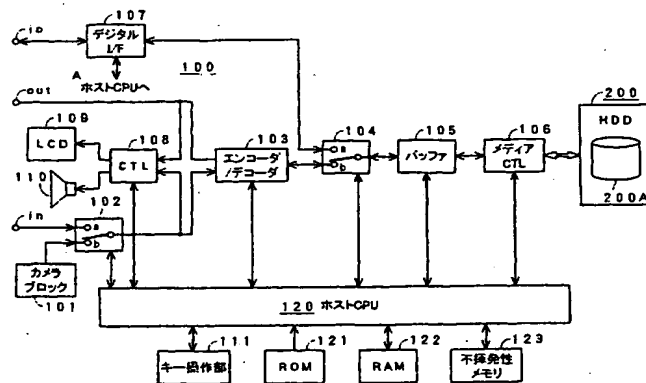 107
io
デジタル
I/F
A
ホストCPUへ
100
out
109
LCD
108
CTL
110
103
エンコーダ
/デコーダ
104
a
b
105
バッファ
106
メディア
CTL
200
HDD
200A
in
102
a
b
カメラ
ブロック
101
120 ホストCPU
111
キー操作部
121
ROM
122
RAM
123
不揮発性
メモリ